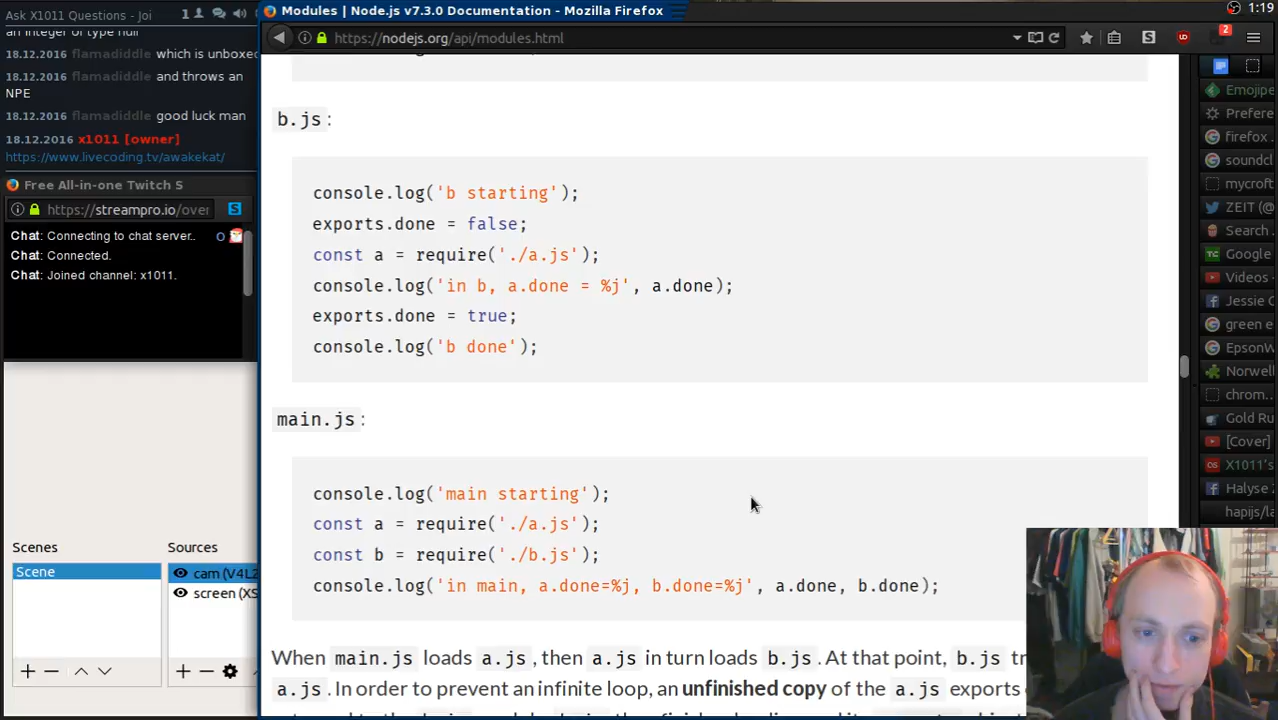 Ask X1011 Questions - Joi
1
an integer of type null
18.12.2016 flamadiddle which is unboxed
18.12.2016 flamadiddle and throws an
NPE
18.12.2016 flamadiddle good luck man
18.12.2016 x1011 [owner]
https://www.livecoding.tv/awakekat/
Free All-in-one Twitch S
https://streampro.io/over
Chat: Connecting to chat server..
Chat: Connected.
Chat: Joined channel: x1011.
Scenes
Sources
Scene
cam (V4L2
screen (XS
Modules | Node.js v7.3.0 Documentation - Mozilla Firefox
1:19
https://nodejs.org/api/modules.html
2
b.js:
console.log('b starting');
exports.done = false;
const a = require('./a.js');
console.log('in b, a.done = %j', a.done);
exports.done = true;
console.log('b done');
main.js:
console.log('main starting');
const a = require('./a.js');
const b = require('./b.js');
console.log('in main, a.done=%j, b.done=%j', a.done, b.done);
When main.js loads a.js, then a.js in turn loads b.js. At that point, b.js tr
a.js. In order to prevent an infinite loop, an unfinished copy of the a.js exports
Emojipe
Prefere
firefox
soundcl
mycroft
ZEIT (@
Search
Google
Videos -
Jessie C
green e
EpsonW
Norwell
chrom..
Gold Ru
[Cover]
X1011's
Halyse Z
hapijs/la